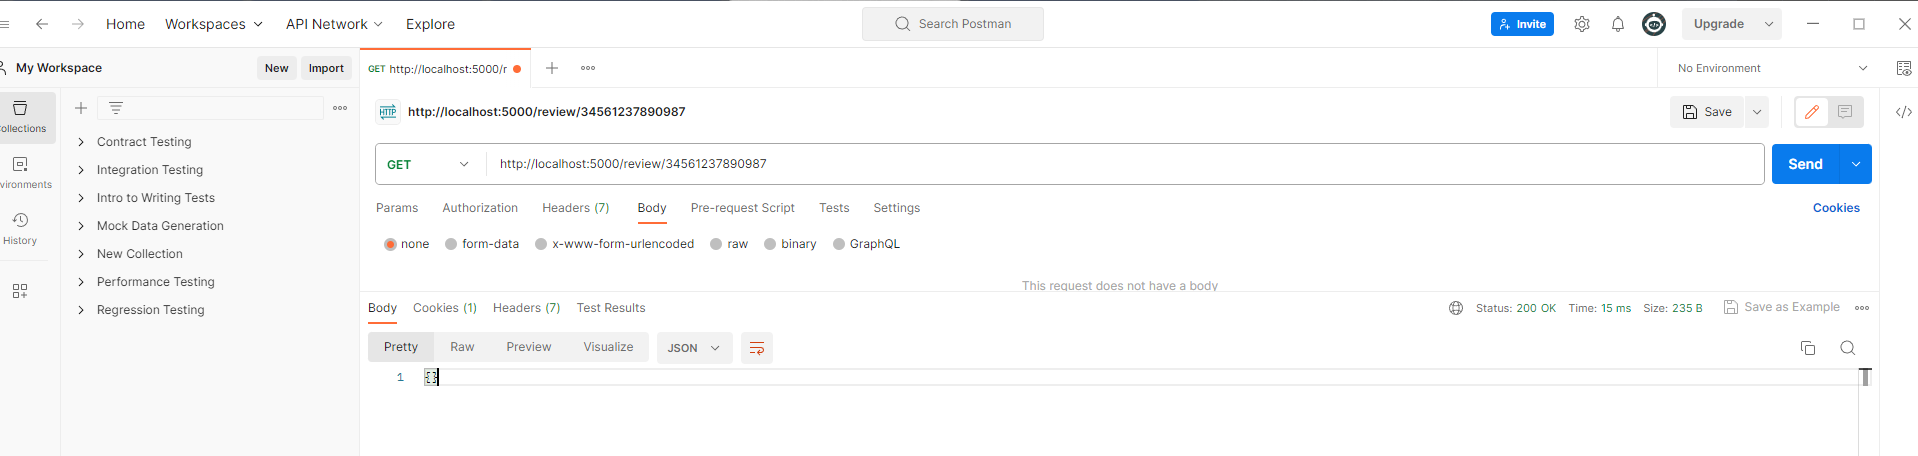 Home Workspaces API Network Explore Search Postman Invite Upgrade
My Workspace New Import GET http://localhost:5000/r No Environment
http://localhost:5000/review/34561237890987 Save
Contract Testing
Integration Testing
Intro to Writing Tests
Mock Data Generation
New Collection
Performance Testing
Regression Testing
History
GET http://localhost:5000/review/34561237890987 Send
Params Authorization Headers (7) Body Pre-request Script Tests Settings Cookies
none form-data x-www-form-urlencoded raw binary GraphQL
This request does not have a body
Body Cookies (1) Headers (7) Test Results Status: 200 OK Time: 15 ms Size: 235 B Save as Example
Pretty Raw Preview Visualize JSON
1 {}